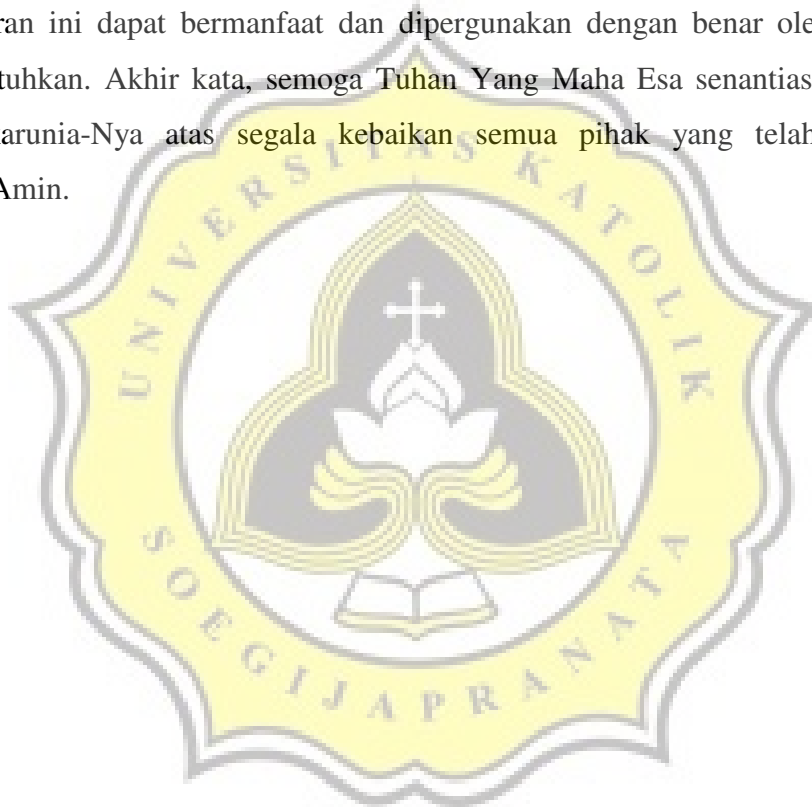 ran ini dapat bermanfaat dan dipergunakan dengan benar ole
tuhkan. Akhir kata, semoga Tuhan Yang Maha Esa senantias
arunia-Nya atas segala kebaikan semua pihak yang telah
Amin.
UNIVERSITAS KATOLIK
SOEGIJAPRANATA